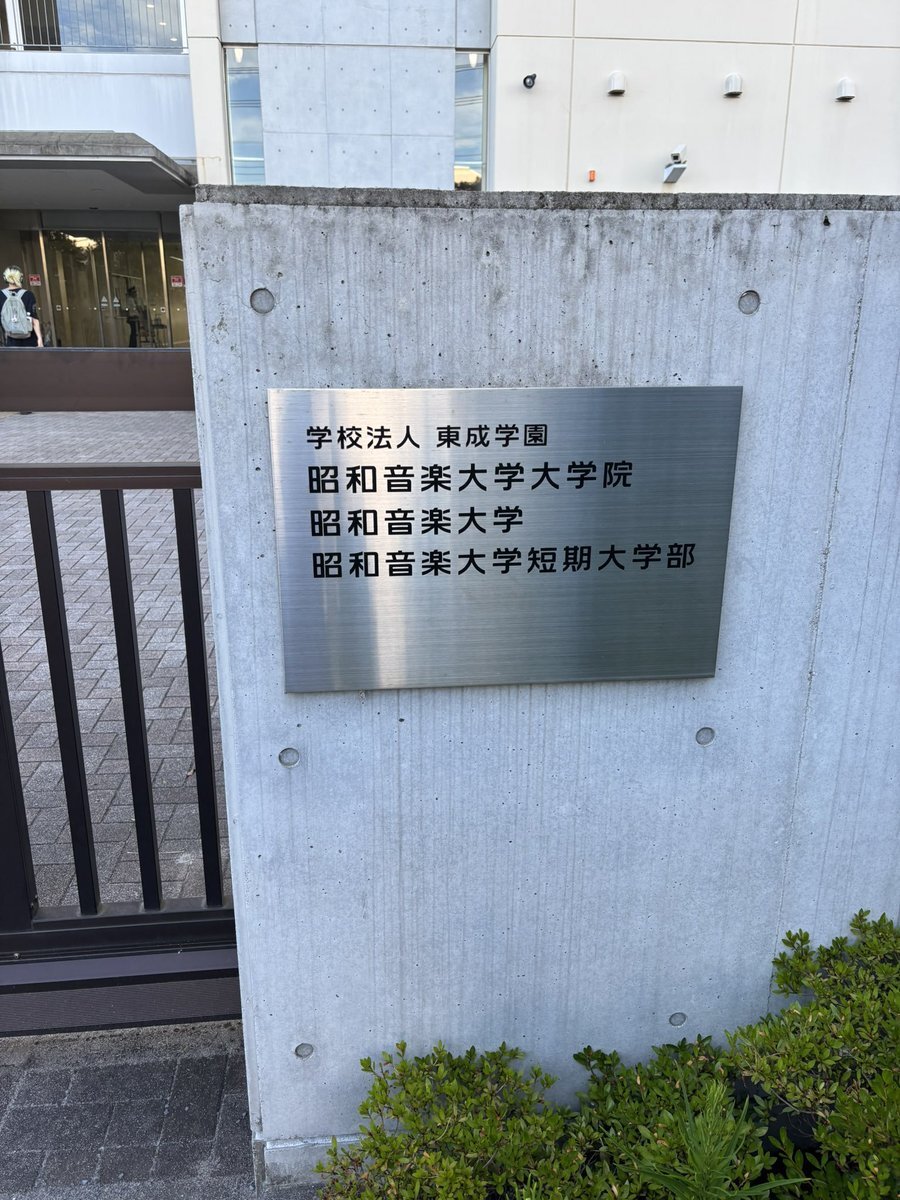 学校法人 東成学園
昭和音楽大学大学院
昭和音楽大学
昭和音楽大学短期大学部